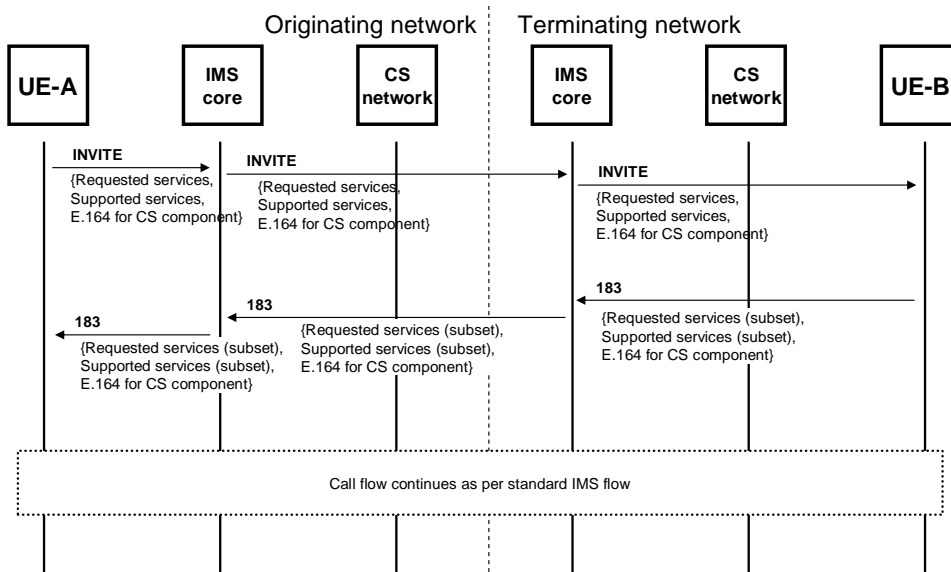 Originating network
Terminating network
UE-A
IMS
core
CS
network
IMS
core
CS
network
UE-B
INVITE
{Requested services,
Supported services,
E.164 for CS component}
INVITE
{Requested services,
Supported services,
E.164 for CS component}
INVITE
{Requested services,
Supported services,
E.164 for CS component}
183
{Requested services (subset),
Supported services (subset),
E.164 for CS component}
183
{Requested services (subset),
Supported services (subset),
E.164 for CS component}
183
{Requested services (subset),
Supported services (subset),
E.164 for CS component}
Call flow continues as per standard IMS flow